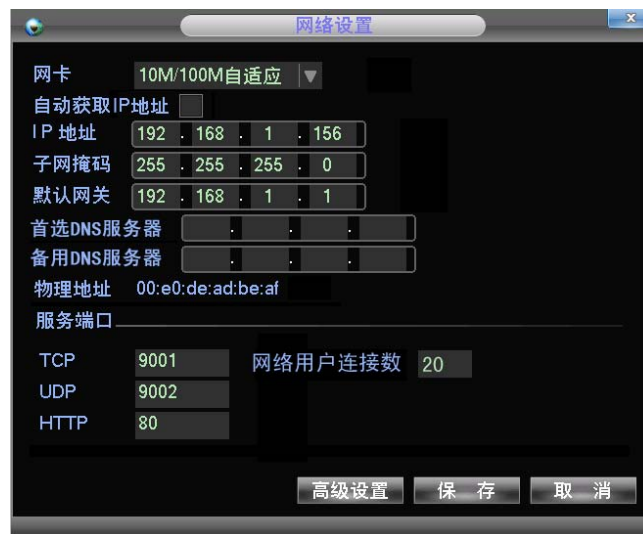 网络设置
网卡 10M/100M自适应
自动获取IP地址
IP 地址 192 . 168 . 1 . 156
子网掩码 255 . 255 . 255 . 0
默认网关 192 . 168 . 1 . 1
首选DNS服务器 . . .
备用DNS服务器 . . .
物理地址 00:e0:de:ad:be:af
服务端口
TCP 9001 网络用户连接数 20
UDP 9002
HTTP 80
高级设置 保 存 取 消